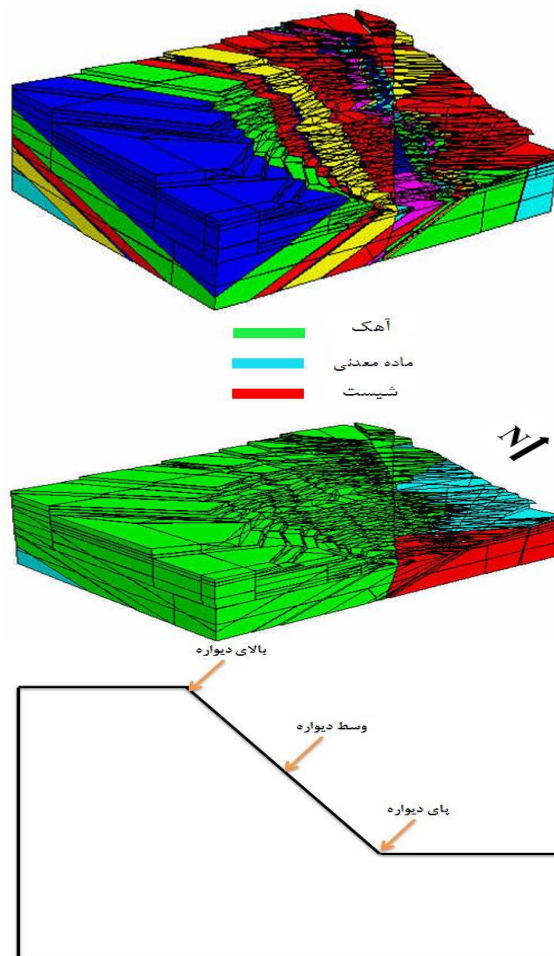 آهک
ماده معدنی
شیست
N
بالای دیواره
وسط دیواره
پای دیواره